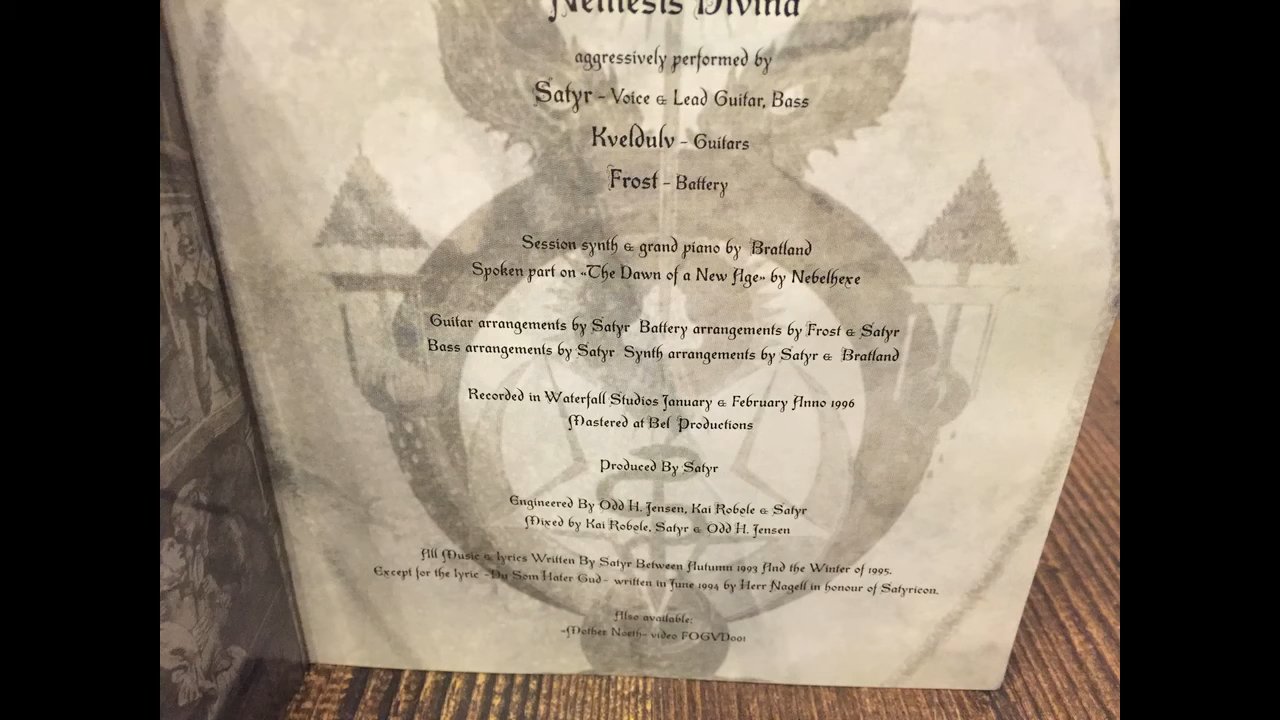 Nemesis Divina
aggressively performed by
Satyr - Voice & Lead Guitar, Bass
Kveldulv - Guitars
Frost - Battery
Session synth & grand piano by Bratland
Spoken part on «The Dawn of a New Age» by Nebelhexe
Guitar arrangements by Satyr Battery arrangements by Frost & Satyr
Bass arrangements by Satyr Synth arrangements by Satyr & Bratland
Recorded in Waterfall Studios January & February Anno 1996
Mastered at Bel Productions
Produced By Satyr
Engineered By Odd H. Jensen, Kai Robole & Satyr
Mixed by Kai Robole, Satyr & Odd H. Jensen
All Music & lyrics Written By Satyr Between Autumn 1993 And the Winter of 1995.
Except for the lyric -Du Som Hater Gud- written in June 1994 by Herr Nagell in honour of Satyricon.
Also available:
-Mother North- video FOGVD001